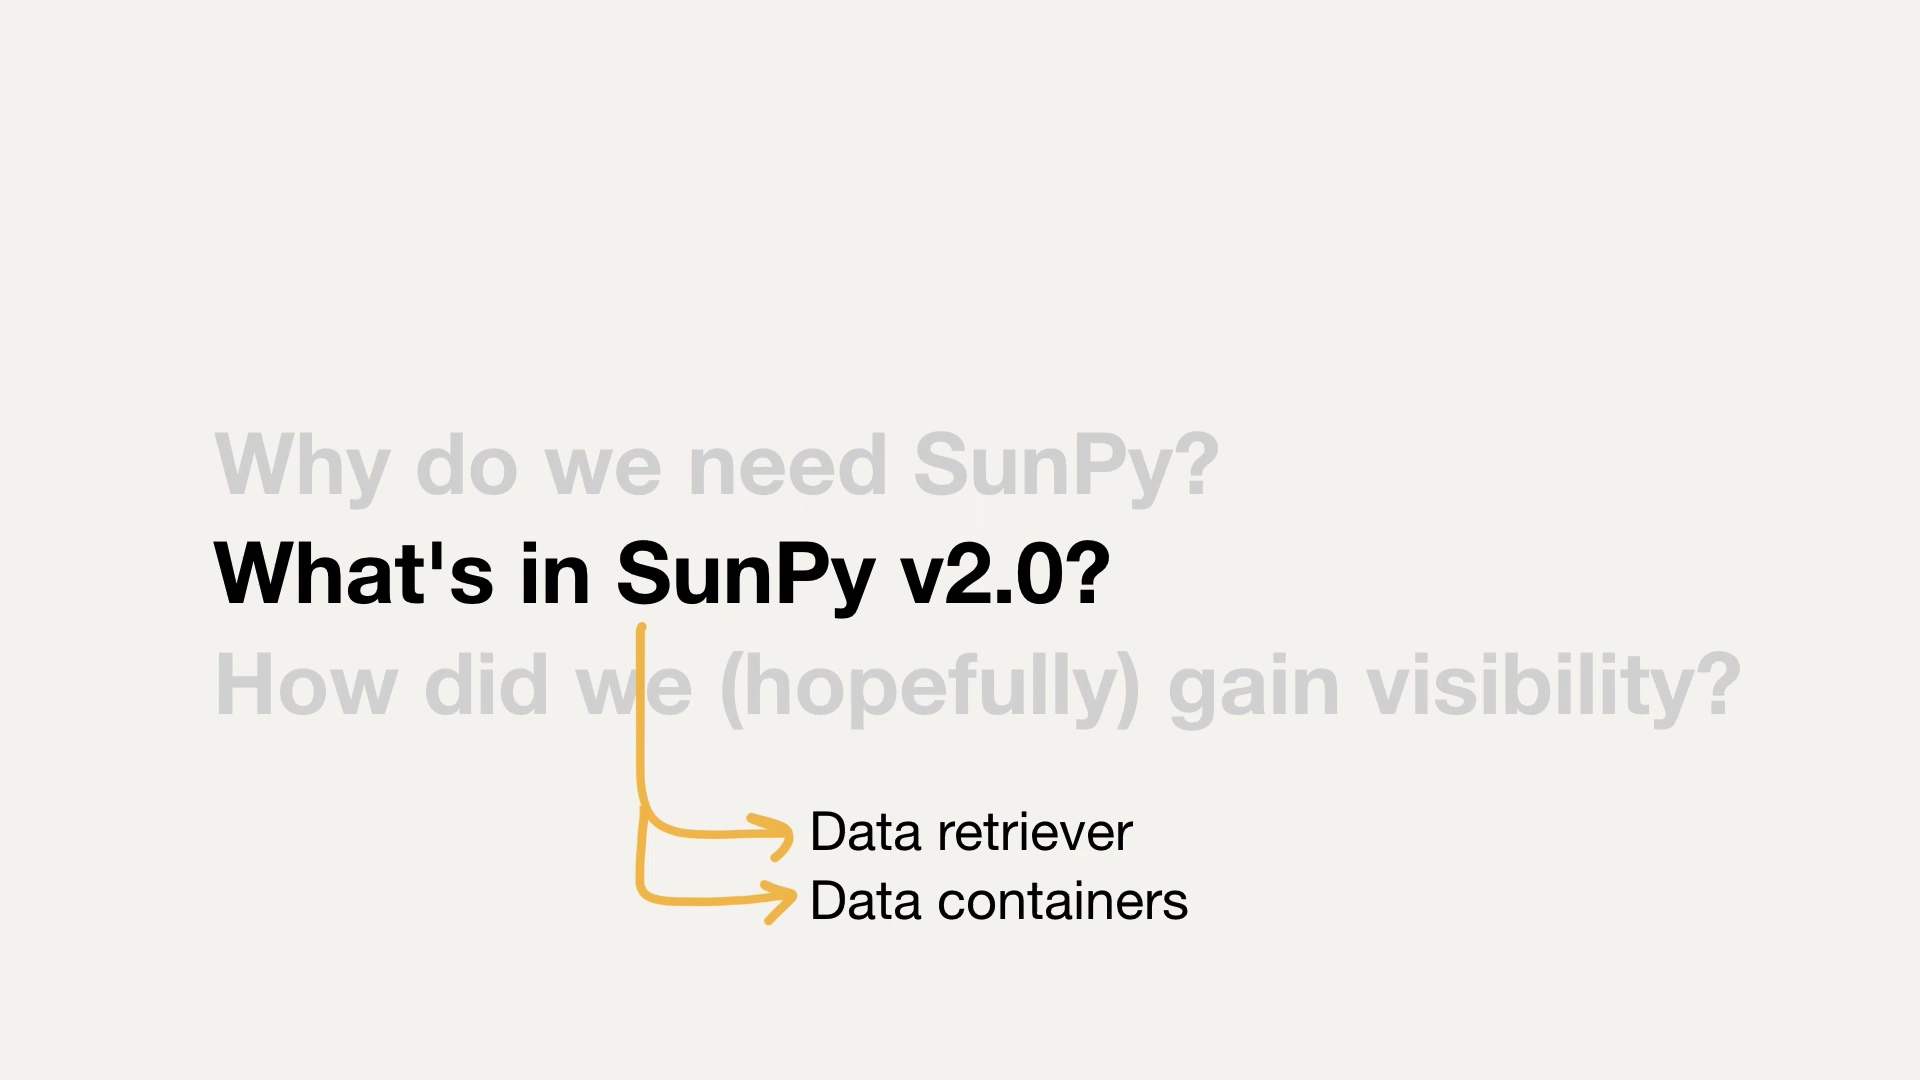 Why do we need SunPy?
What's in SunPy v2.0?
How did we (hopefully) gain visibility?
Data retriever
Data containers